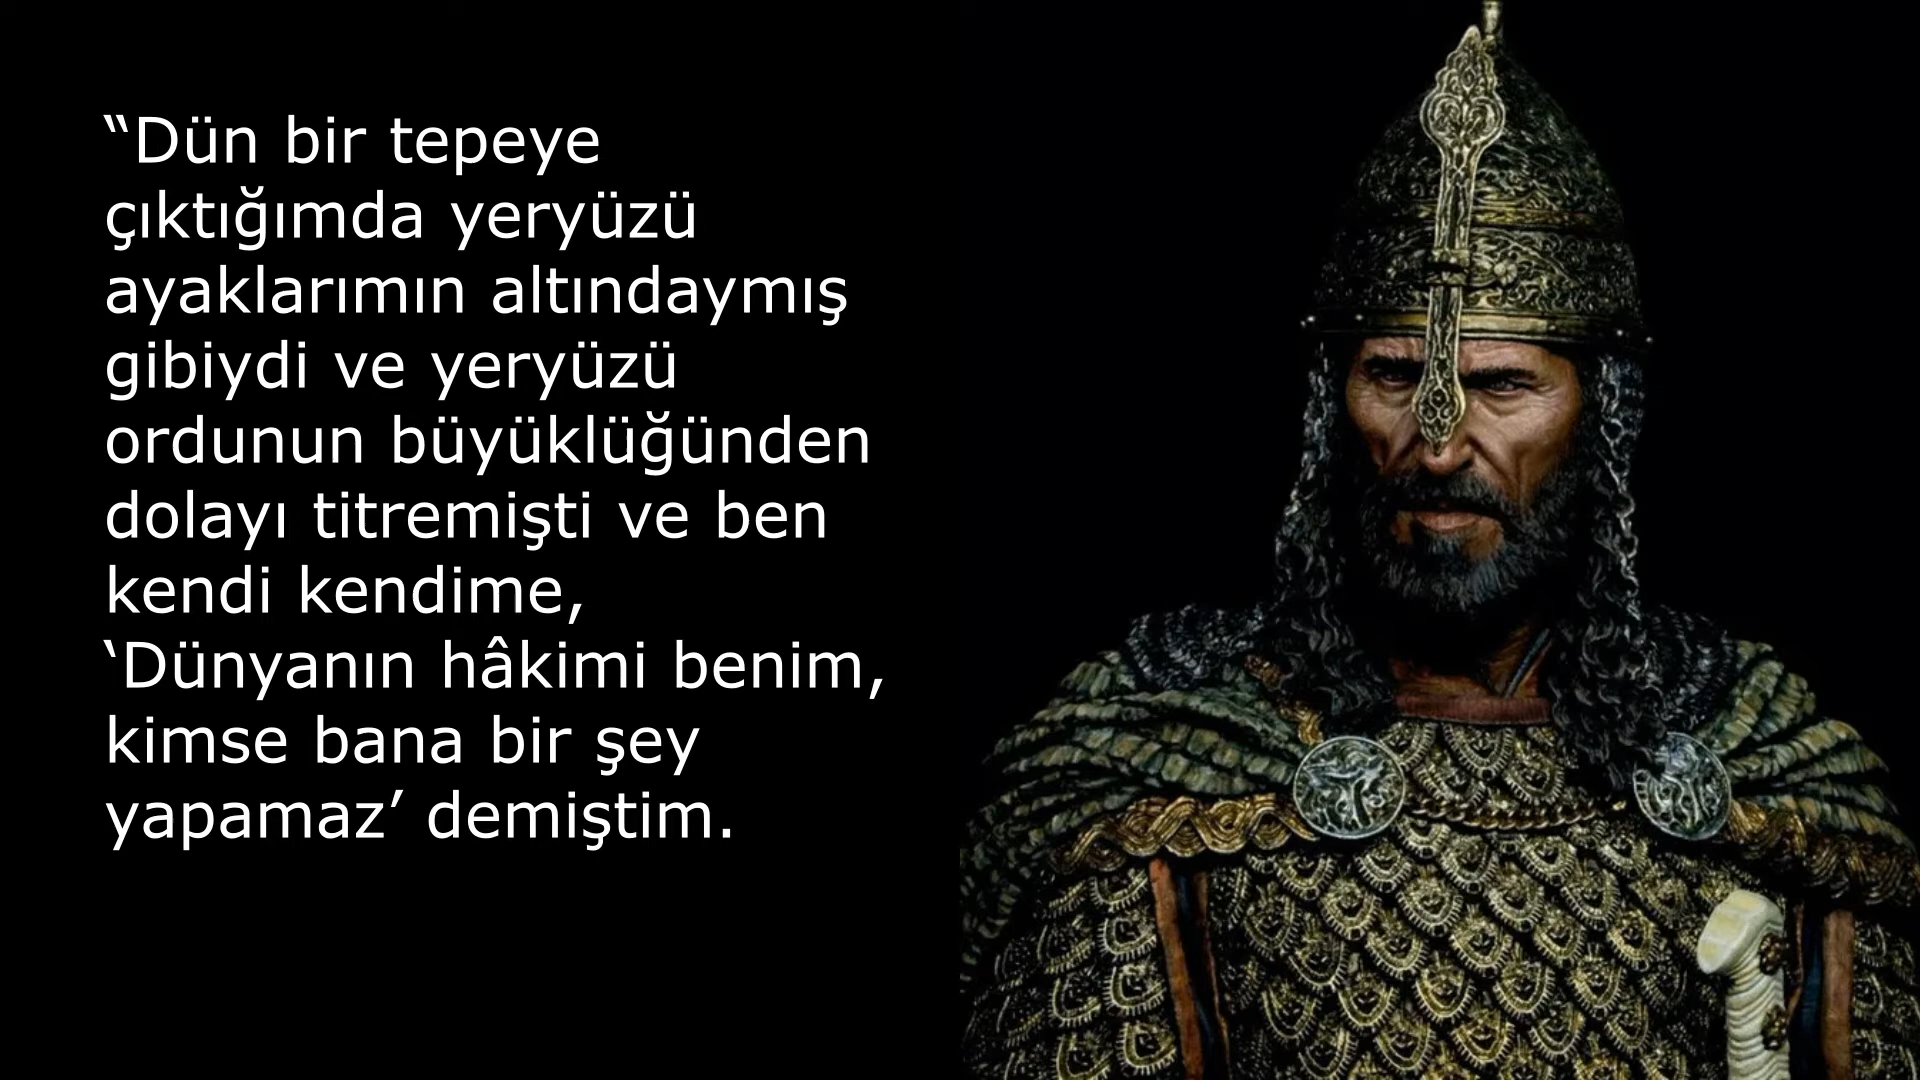 “Dün bir tepeye
çıktığımda yeryüzü
ayaklarımın altındaymış
gibiydi ve yeryüzü
ordunun büyüklüğünden
dolayı titremişti ve ben
kendi kendime,
‘Dünyanın hâkimi benim,
kimse bana bir şey
yapamaz’ demiştim.